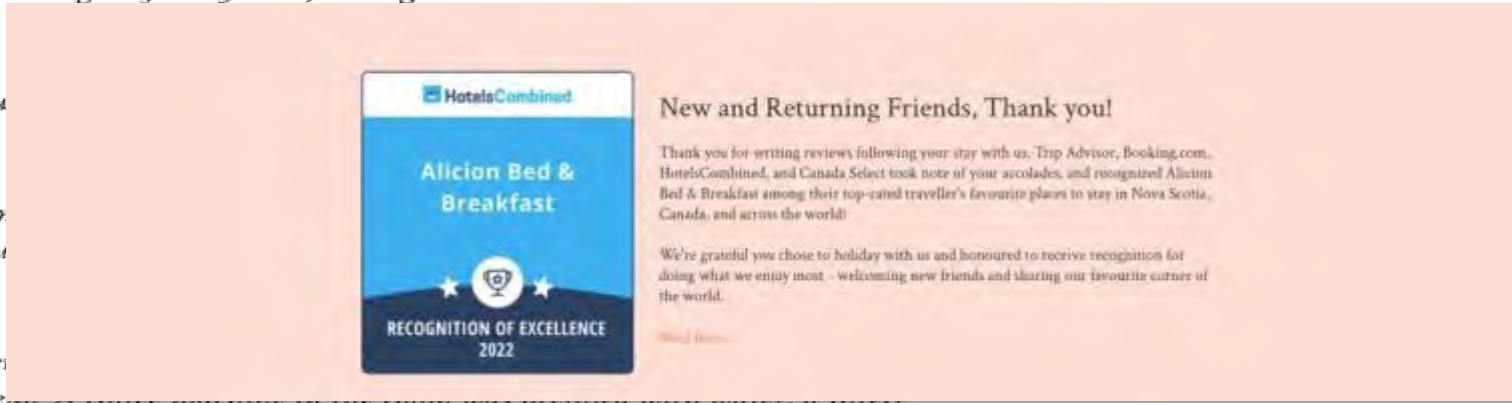 HotelsCombined
Alicion Bed &
Breakfast
RECOGNITION OF EXCELLENCE
2022
New and Returning Friends, Thank you!
Thank you for writing reviews following your stay with us. Trip Advisor, Booking.com,
HotelsCombined, and Canada Select took note of your accolades, and recognized Alicion
Bed & Breakfast among their top-rated traveller's favourite places to stay in Nova Scotia,
Canada, and across the world!
We're grateful you chose to holiday with us and honoured to receive recognition for
doing what we enjoy most - welcoming new friends and sharing our favourite corner of
the world.